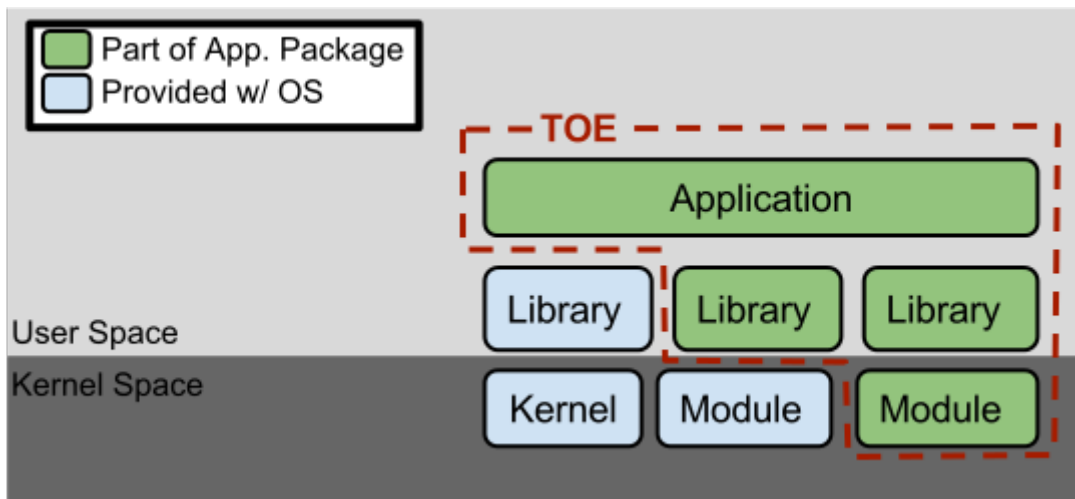 Part of App. Package
Provided w/ OS
TOE
Application
Library Library Library
User Space
Kernel Space
Kernel Module Module